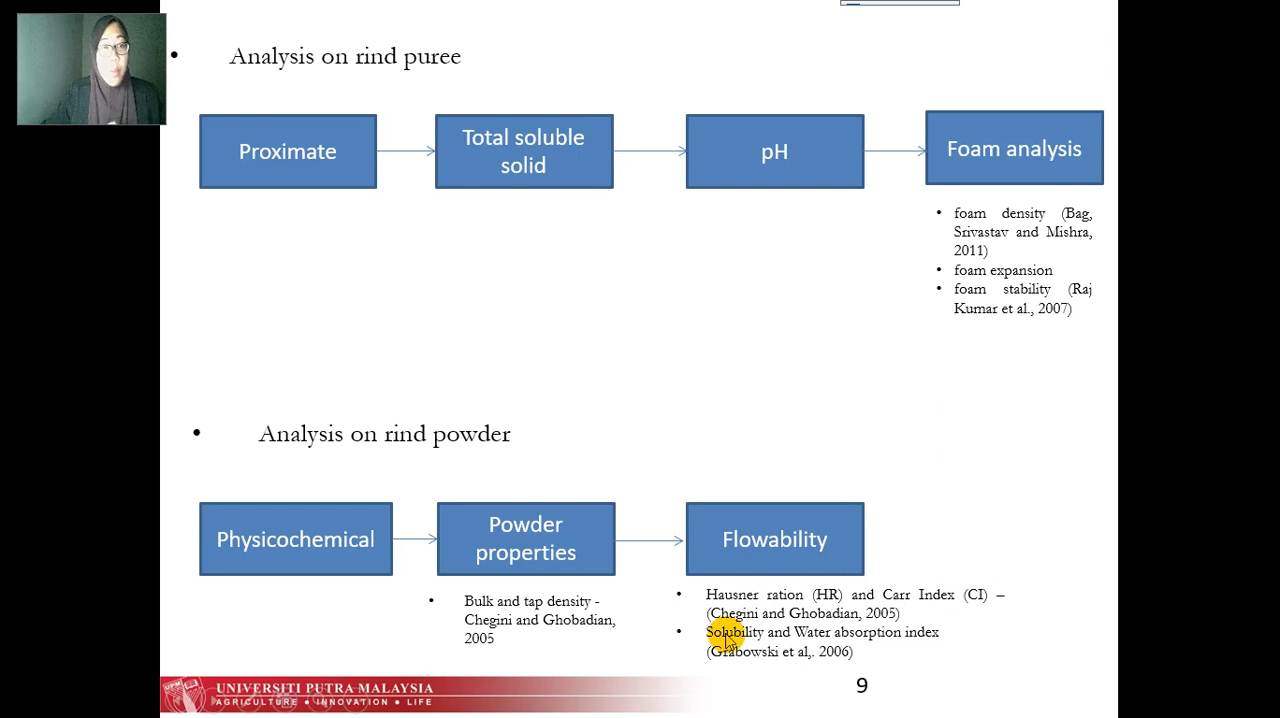 • Analysis on rind puree
Proximate
Total soluble
solid
pH
Foam analysis
• foam density (Bag,
Srivastav and Mishra,
2011)
• foam expansion
• foam stability (Raj
Kumar et al., 2007)
• Analysis on rind powder
Physicochemical
Powder
properties
Flowability
• Bulk and tap density -
Chegini and Ghobadian,
2005
• Hausner ration (HR) and Carr Index (CI) –
(Chegini and Ghobadian, 2005)
• Solubility and Water absorption index
(Grabowski et al,. 2006)
UPM
UNIVERSITI PUTRA MALAYSIA
AGRICULTURE • INNOVATION • LIFE
9